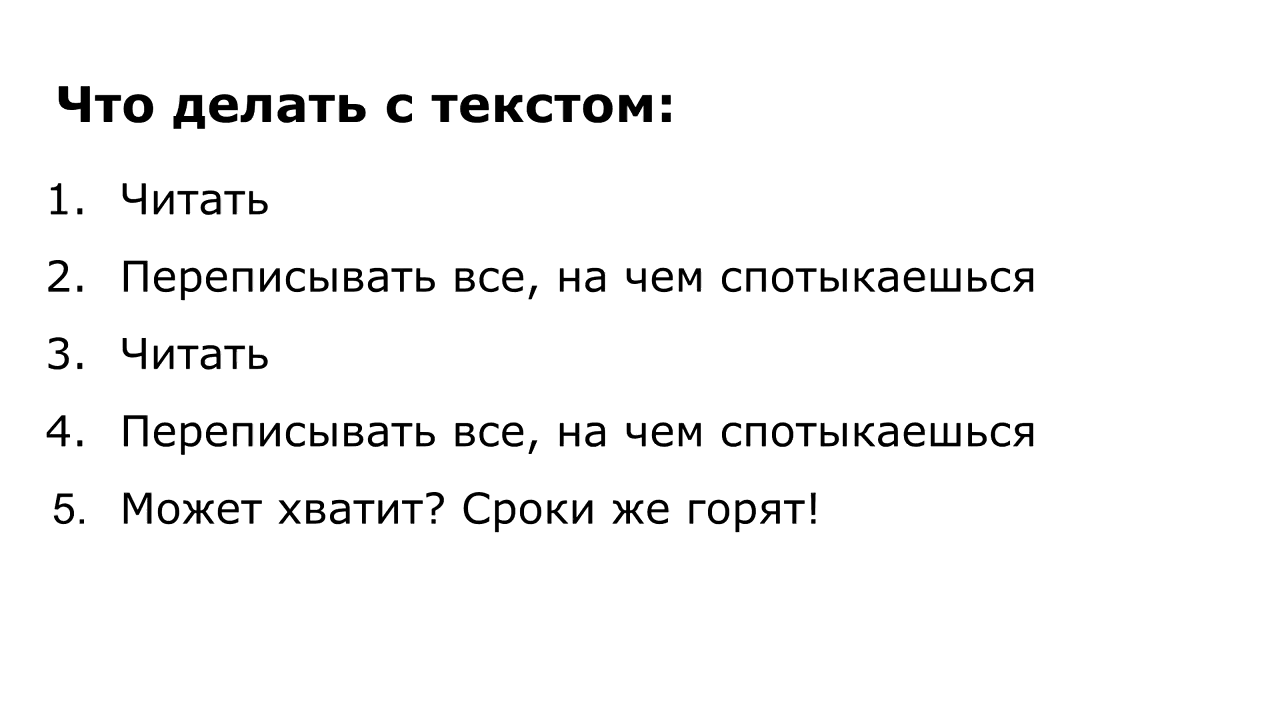 Что делать с текстом:
1. Читать
2. Переписывать все, на чем спотыкаешься
3. Читать
4. Переписывать все, на чем спотыкаешься
5. Может хватит? Сроки же горят!